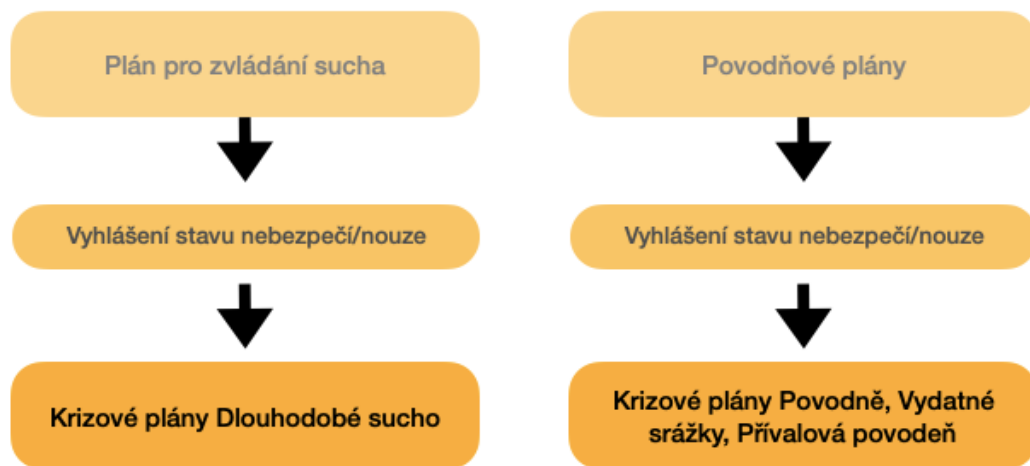 Plán pro zvládání sucha
Povodňové plány
Vyhlášení stavu nebezpečí/nouze
Vyhlášení stavu nebezpečí/nouze
Krizové plány Dlouhodobé sucho
Krizové plány Povodně, Vydatné
srážky, Přívalová povodeň